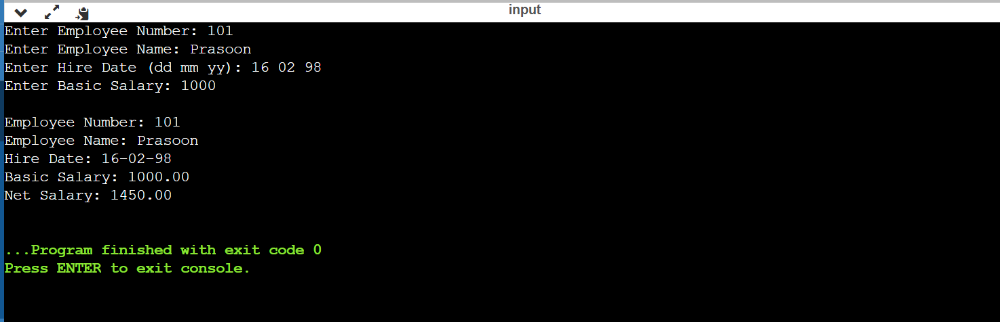 input
Enter Employee Number: 101
Enter Employee Name: Prasoon
Enter Hire Date (dd mm yy): 16 02 98
Enter Basic Salary: 1000
Employee Number: 101
Employee Name: Prasoon
Hire Date: 16-02-98
Basic Salary: 1000.00
Net Salary: 1450.00
...Program finished with exit code 0
Press ENTER to exit console.